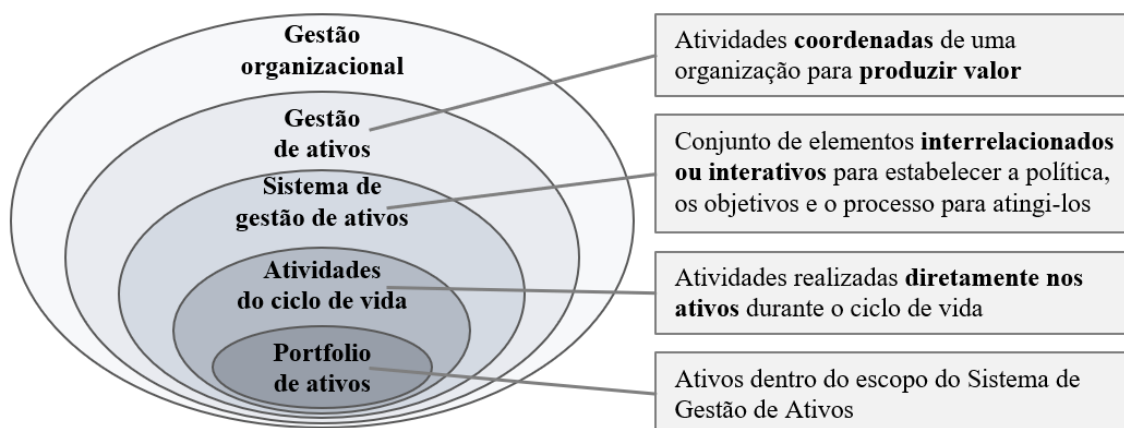 Gestão
organizacional
Gestão
de ativos
Sistema de
gestão de ativos
Atividades
do ciclo de vida
Portfolio
de ativos
Atividades coordenadas de uma
organização para produzir valor
Conjunto de elementos interrelacionados
ou interativos para estabelecer a política,
os objetivos e o processo para atingi-los
Atividades realizadas diretamente nos
ativos durante o ciclo de vida
Ativos dentro do escopo do Sistema de
Gestão de Ativos